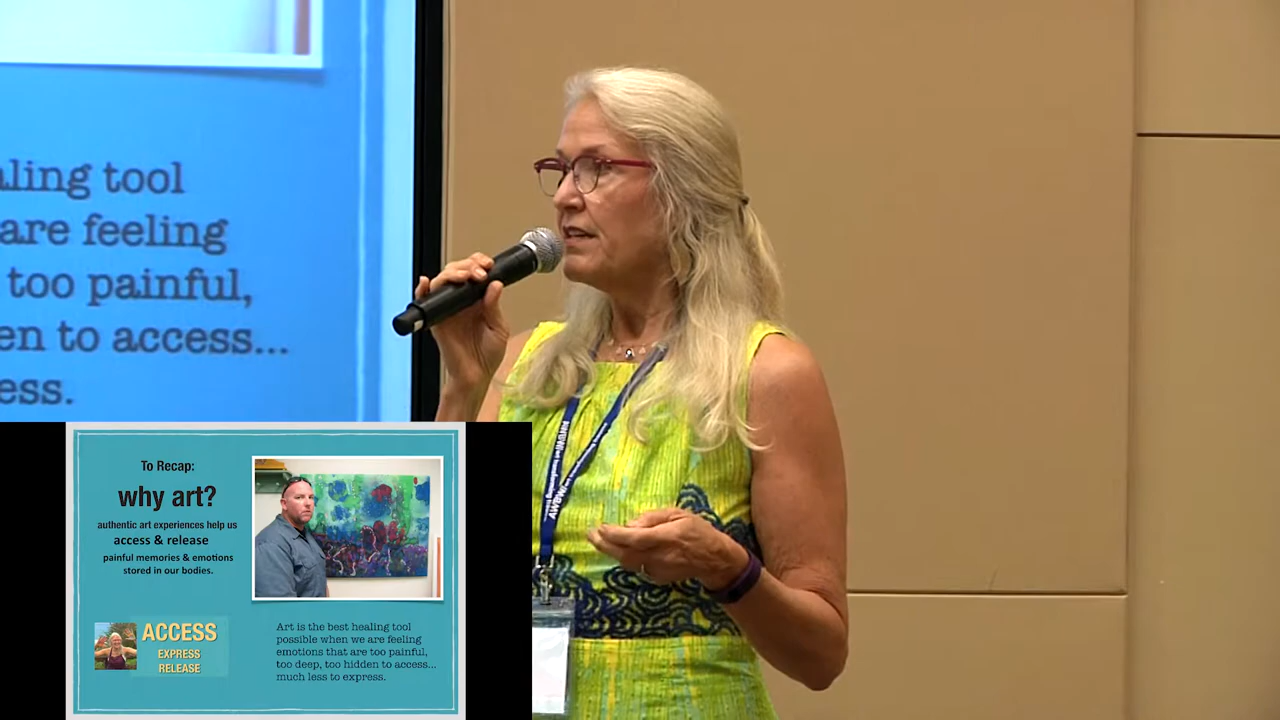 ling tool
are feeling
too painful,
en to access...
ess.
To Recap:
why art?
authentic art experiences help us
access & release
painful memories & emotions
stored in our bodies.
ACCESS
EXPRESS
RELEASE
Art is the best healing tool
possible when we are feeling
emotions that are too painful,
too deep, too hidden to access...
much less to express.
AWBW